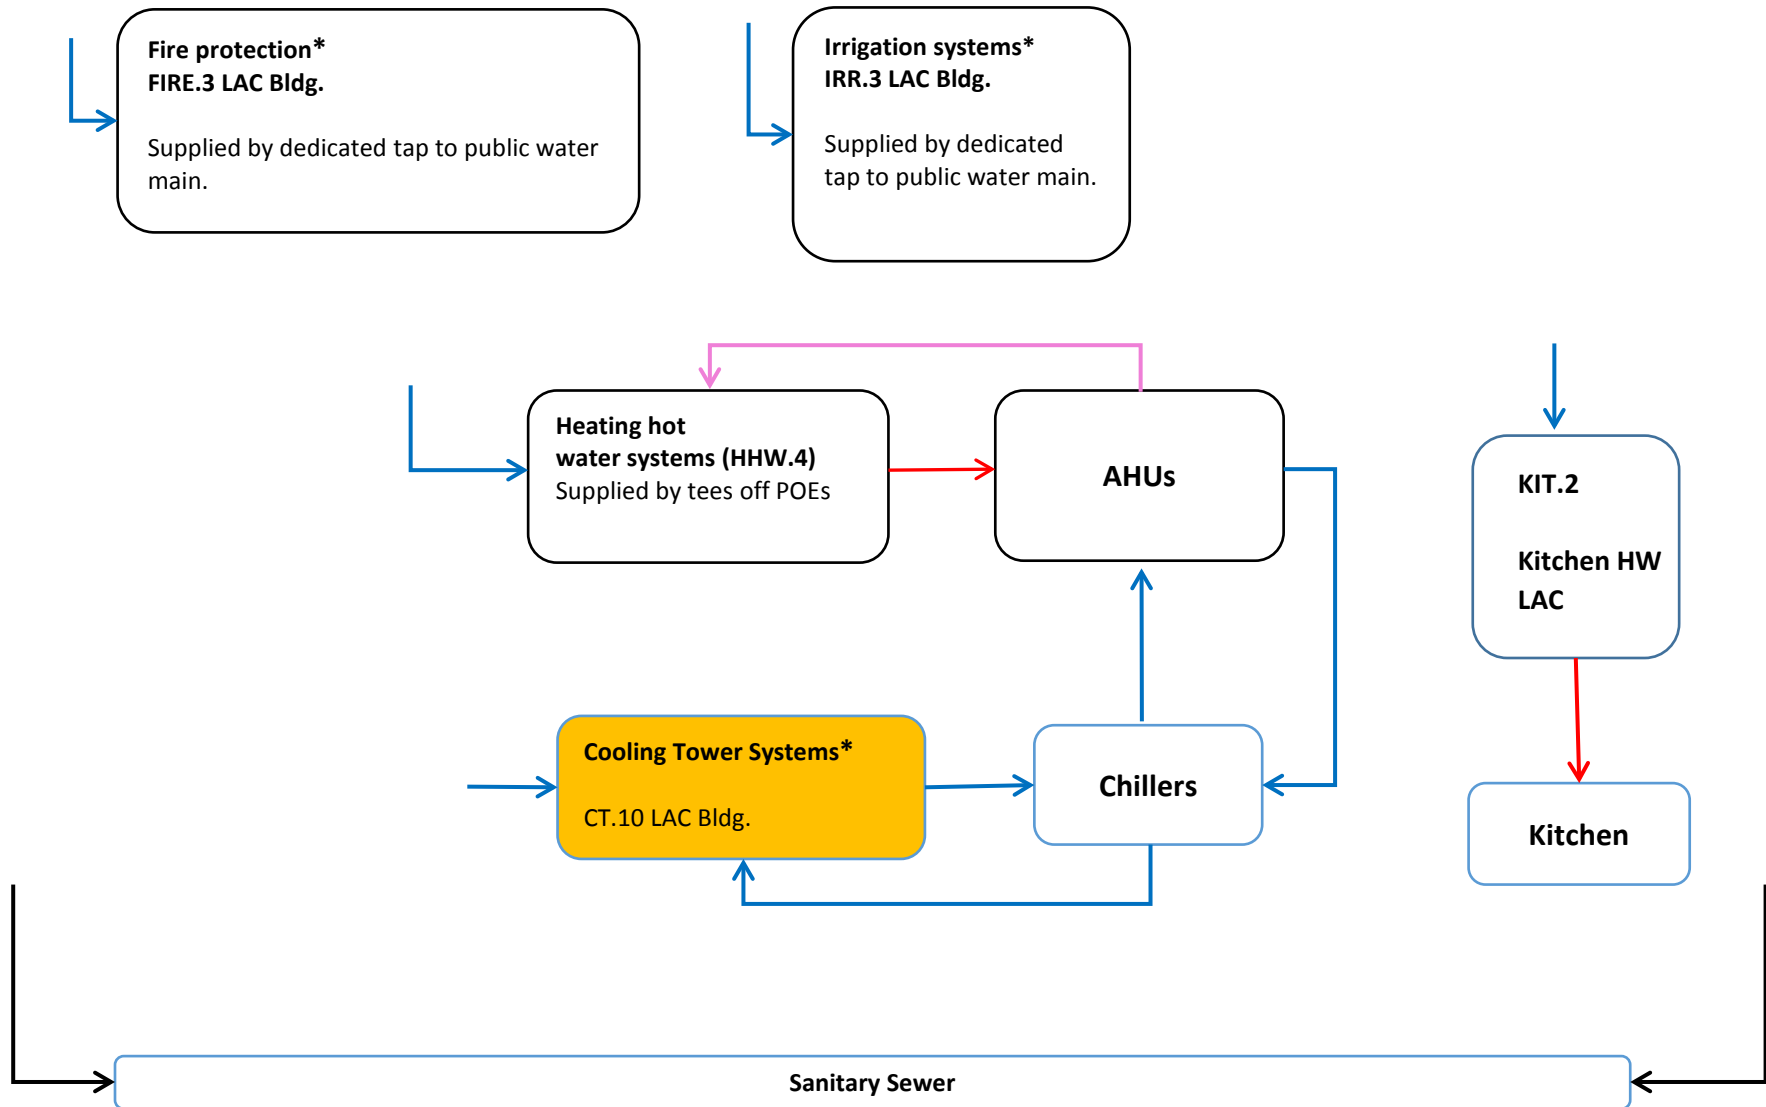 Fire protection*
FIRE.3 LAC Bldg.
Supplied by dedicated tap to public water
main.
Irrigation systems*
IRR.3 LAC Bldg.
Supplied by dedicated
tap to public water main.
Heating hot
water systems (HHW.4)
Supplied by tees off POEs
AHUs
KIT.2
Kitchen HW
LAC
Cooling Tower Systems*
CT.10 LAC Bldg.
Chillers
Kitchen
Sanitary Sewer